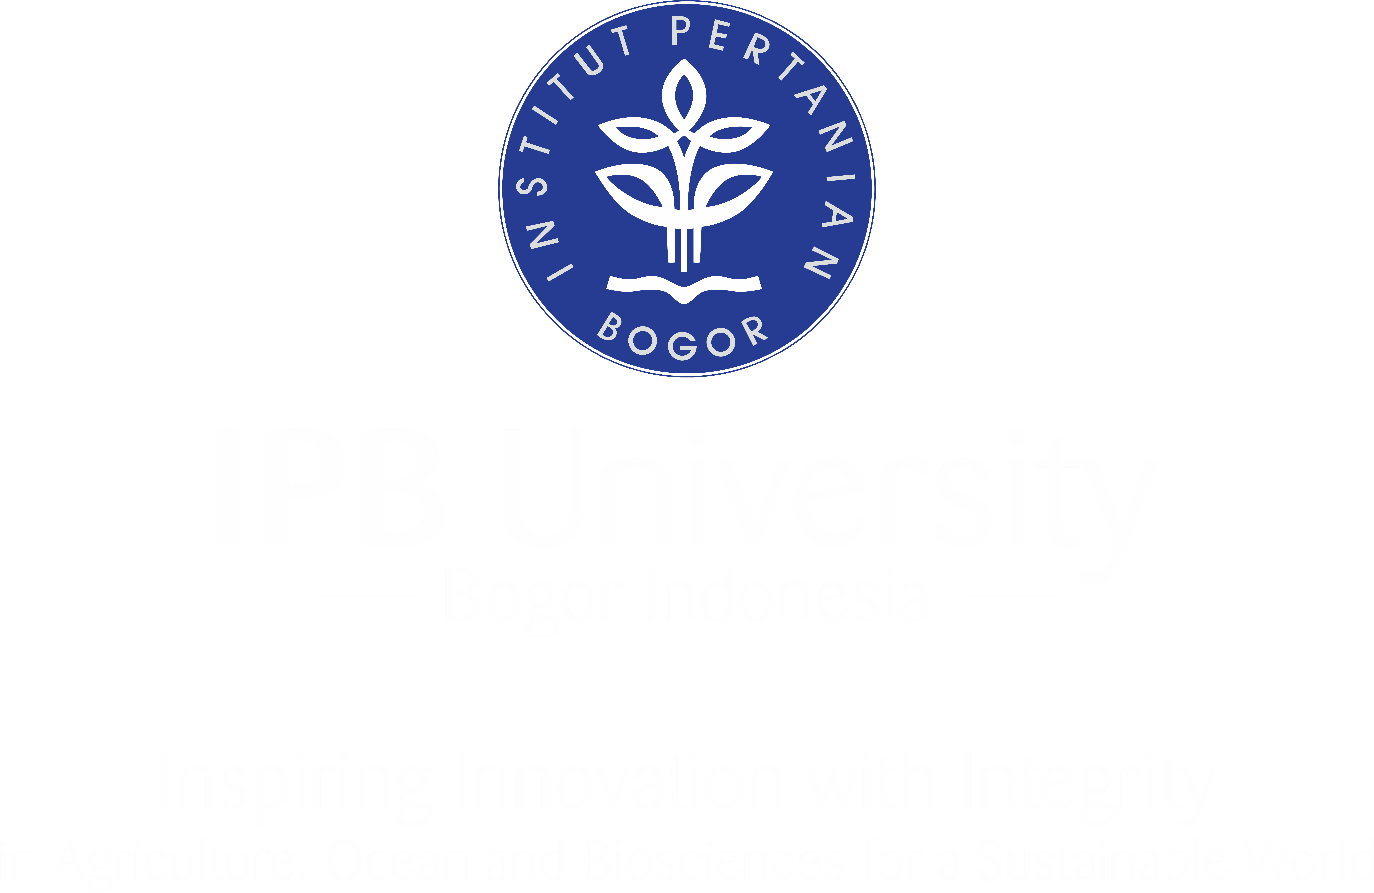 INSTITUT PERTANIAN
BOGOR
IPB University
Bogor Indonesia
Inspiring Innovation with Integrity
in Agriculture, Ocean and Biosciences for a Sustainable World